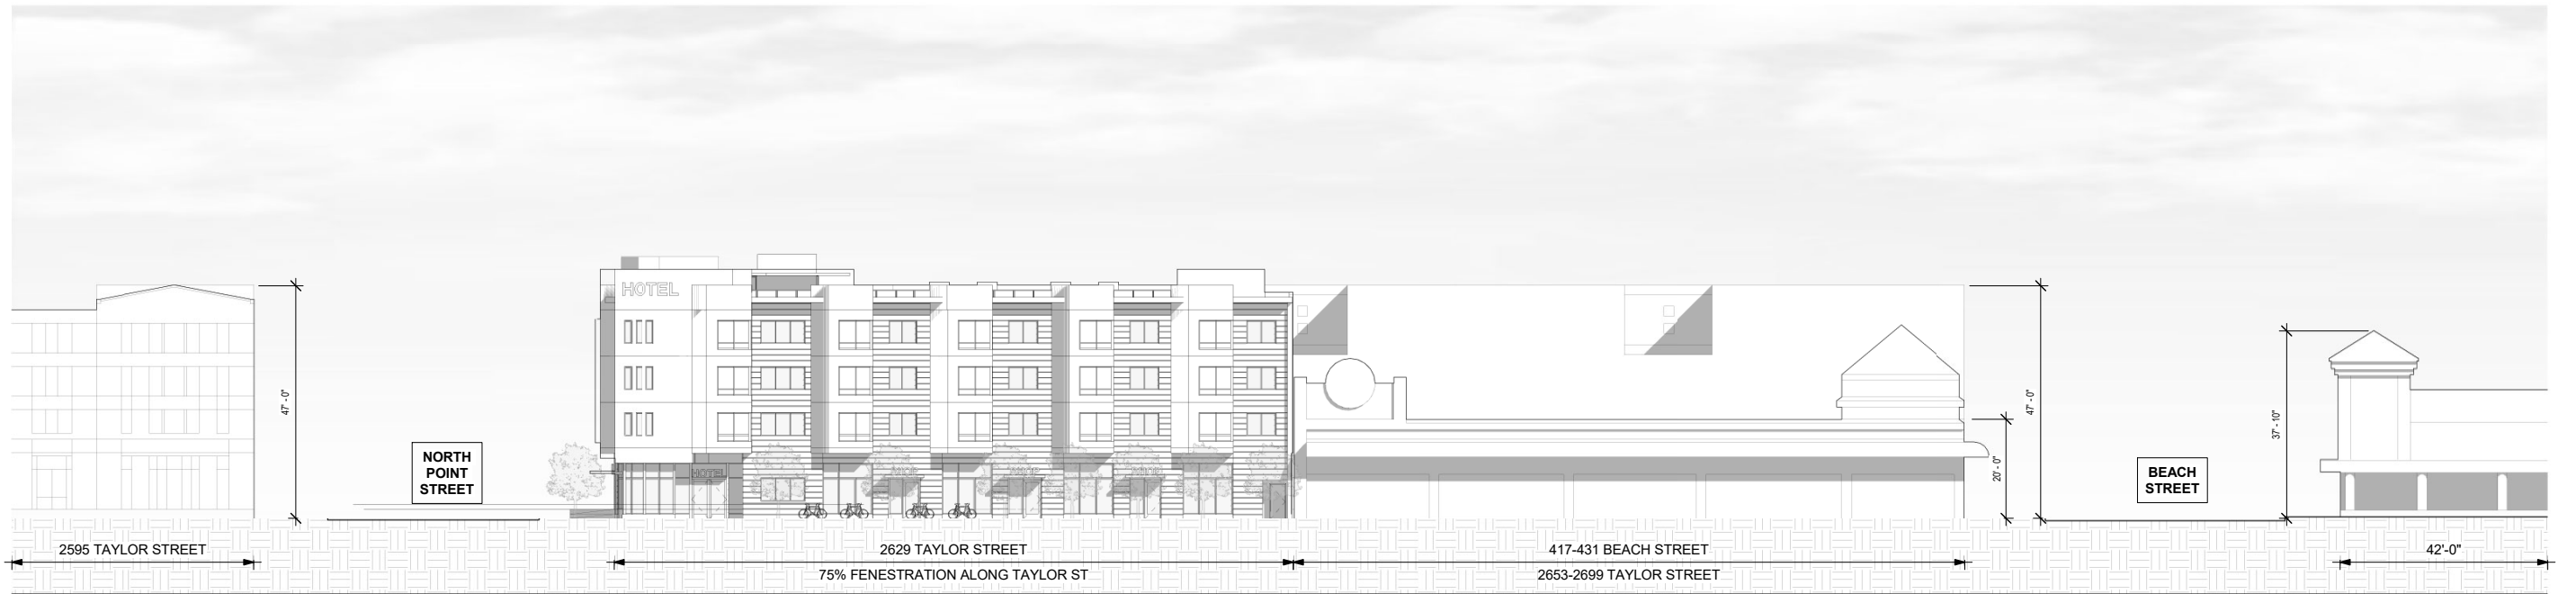 HOTEL
47' - 0"
NORTH
POINT
STREET
HOTEL
20' - 0"
47' - 0"
37' - 10"
BEACH
STREET
2595 TAYLOR STREET
2629 TAYLOR STREET
417-431 BEACH STREET
42'-0"
75% FENESTRATION ALONG TAYLOR ST
2653-2699 TAYLOR STREET